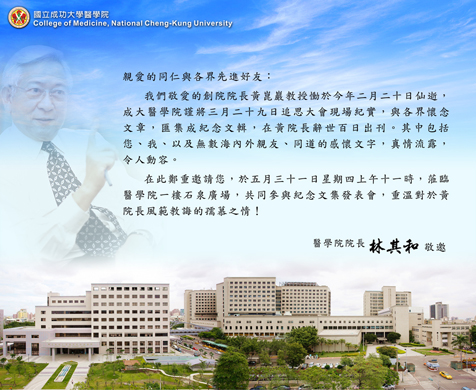 國立成功大學醫學院
College of Medicine, National Cheng-Kung University
親愛的同仁與各界先進好友：
我們敬愛的創院院長黃崑巖教授慟於今年二月二十日仙逝，
成大醫學院謹將三月二十九日追思大會現場紀實，與各界懷念
文章，匯集成紀念文輯，在黃院長辭世百日出刊。其中包括
您、我、以及無數海內外親友、同道的感懷文字，真情流露，
令人動容。
在此鄭重邀請您，於五月三十一日星期四上午十一時，蒞臨
醫學院一樓石泉廣場，共同參與紀念文集發表會，重溫對於黃
院長風範教誨的孺慕之情！
醫學院院長 林其和 敬邀